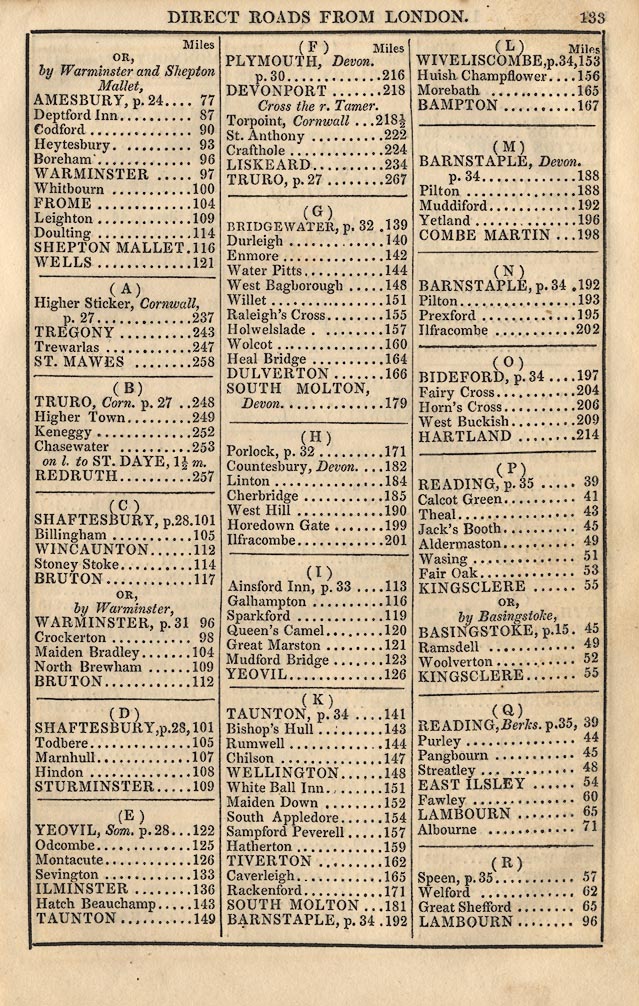 DIRECT ROADS FROM LONDON. 133
Miles
OR,
by Warminster and Shepton
Mallet,
AMESBURY, p. 24.... 77
Deptford Inn........ 87
Codford ............ 90
Heytesbury. ........ 93
Boreham ............ 96
WARMINSTER ..... 97
Whitbourn ..........100
FROME .............104
Leighton ...........109
Doulting ...........114
SHEPTON MALLET.116
WELLS .............121
(A)
Higher Sticker, Cornwall,
p. 27............237
TREGONY ..........243
Trewarlas ..........247
ST. MAWES ........258
(B)
TRURO, Corn. p. 27 ..248
Higher Town........249
Keneggy ............252
Chasewater .........253
on l. to ST. DAYE, 1½ m.
REDRUTH..........257
(C)
SHAFTESBURY, p.28.101
Billingham ..........105
WINCAUNTON......112
Stoney Stoke........114
BRUTON ...........117
OR,
by Warminster,
WARMINSTER, p. 31 96
Crockerton ......... 98
Maiden Bradley......104
North Brewham .....109
BRUTON...........112
(D)
SHAFTESBURY,p.28,101
Todbere.............105
Marnhull............107
Hindon .............108
STURMINSTER.....109
(E)
YEOVIL, Som. p.28...122
Odcombe............125
Montacute...........126
Sevington ..........133
ILMINSTER ........136
Hatch Beauchamp....143
TAUNTON..........149
(F) Miles
PLYMOUTH, Devon.
p. 30............216
DEVONPORT .......218
Cross the r. Tamer.
Torpoint, Cornwall ...218½
St. Anthony .........222
Crafthole ...........224
LISKEARD..........234
TRURO, p. 27 ........267
(G)
BRIDGEWATER, p. 32 .139
Durleigh ............140
Enmore .............142
Water Pitts..........144
West Bagborough ....148
Willet ..............151
Raleigh's Cross.......155
Holwelslade . .......157
Wolcot .............160
Heal Bridge .........164
DULVERTON .......166
SOUTH MOLTON,
Devon. ............179
(H)
Porlock, p. 32 ........171
Countesbury, Devon. ...182
Linton ..............184
Cherbridge ..........185
West Hill ...........190
Horedown Gate ......199
Ilfracombe...........201
(I)
Ainsford Inn, p. 33 ....113
Galhampton .........116
Sparkford ...........119
Queen's Camel.......120
Great Marston .......121
Mudford Bridge ......123
YEOVIL............126
(K)
TAUNTON, p. 34 ....141
Bishop's Hull ........143
Rumwell ............144
Chilson .............147
WELLINGTON......148
White Ball Inn.......151
Maiden Down .......152
South Appledore .....154
Sampford Peverell ....157
Hatherton ...........159
TIVERTON .........162
Caverleigh...........165
Rackenford..........171
SOUTH MOLTON ...181
BARNSTAPLE, p. 34 .192
(L) Miles
WIVELISCOMBE,p.34,153
Huish Champflower....156
Morebath ..........165
BAMPTON ..........167
(M)
BARNSTAPLE, Devon.
p. 34.............188
Pilton ..............188
Muddiford...........192
Yetland .............196
COMBE MARTIN ...198
(N)
BARNSTAPLE, p. 34 .192
Pilton...............193
Prexford ............195
Ilfracombe ..........202
(O)
BIDEFORD, p. 34 ....197
Fairy Cross..........204
Horn's Cross.........206
West Buckish........209
HARTLAND ........214
(P)
READING, p. 35 ..... 39
Calcot Green......... 41
Theal................ 43
Jack's Booth......... 45
Aldermaston ........ 49
Wasing ............. 51
Fair Oak............. 53
KINGSCLERE ...... 55
OR,
by Basingstoke,
BASINGSTOKE, p.15. 45
Ramsdell ........... 49
Woolverton.......... 52
KINGSCLERE....... 55
(Q)
READING, Berks. p.35, 39
Purley .............. 44
Pangbourn .......... 45
Streatley ............ 48
EAST ILSLEY ...... 54
Fawley ............. 60
LAMBOURN ........ 65
Albourne ........... 71
(R)
Speen, p. 35.......... 57
Welford ............ 62
Great Shefford ....... 65
LAMBOURN ........ 96